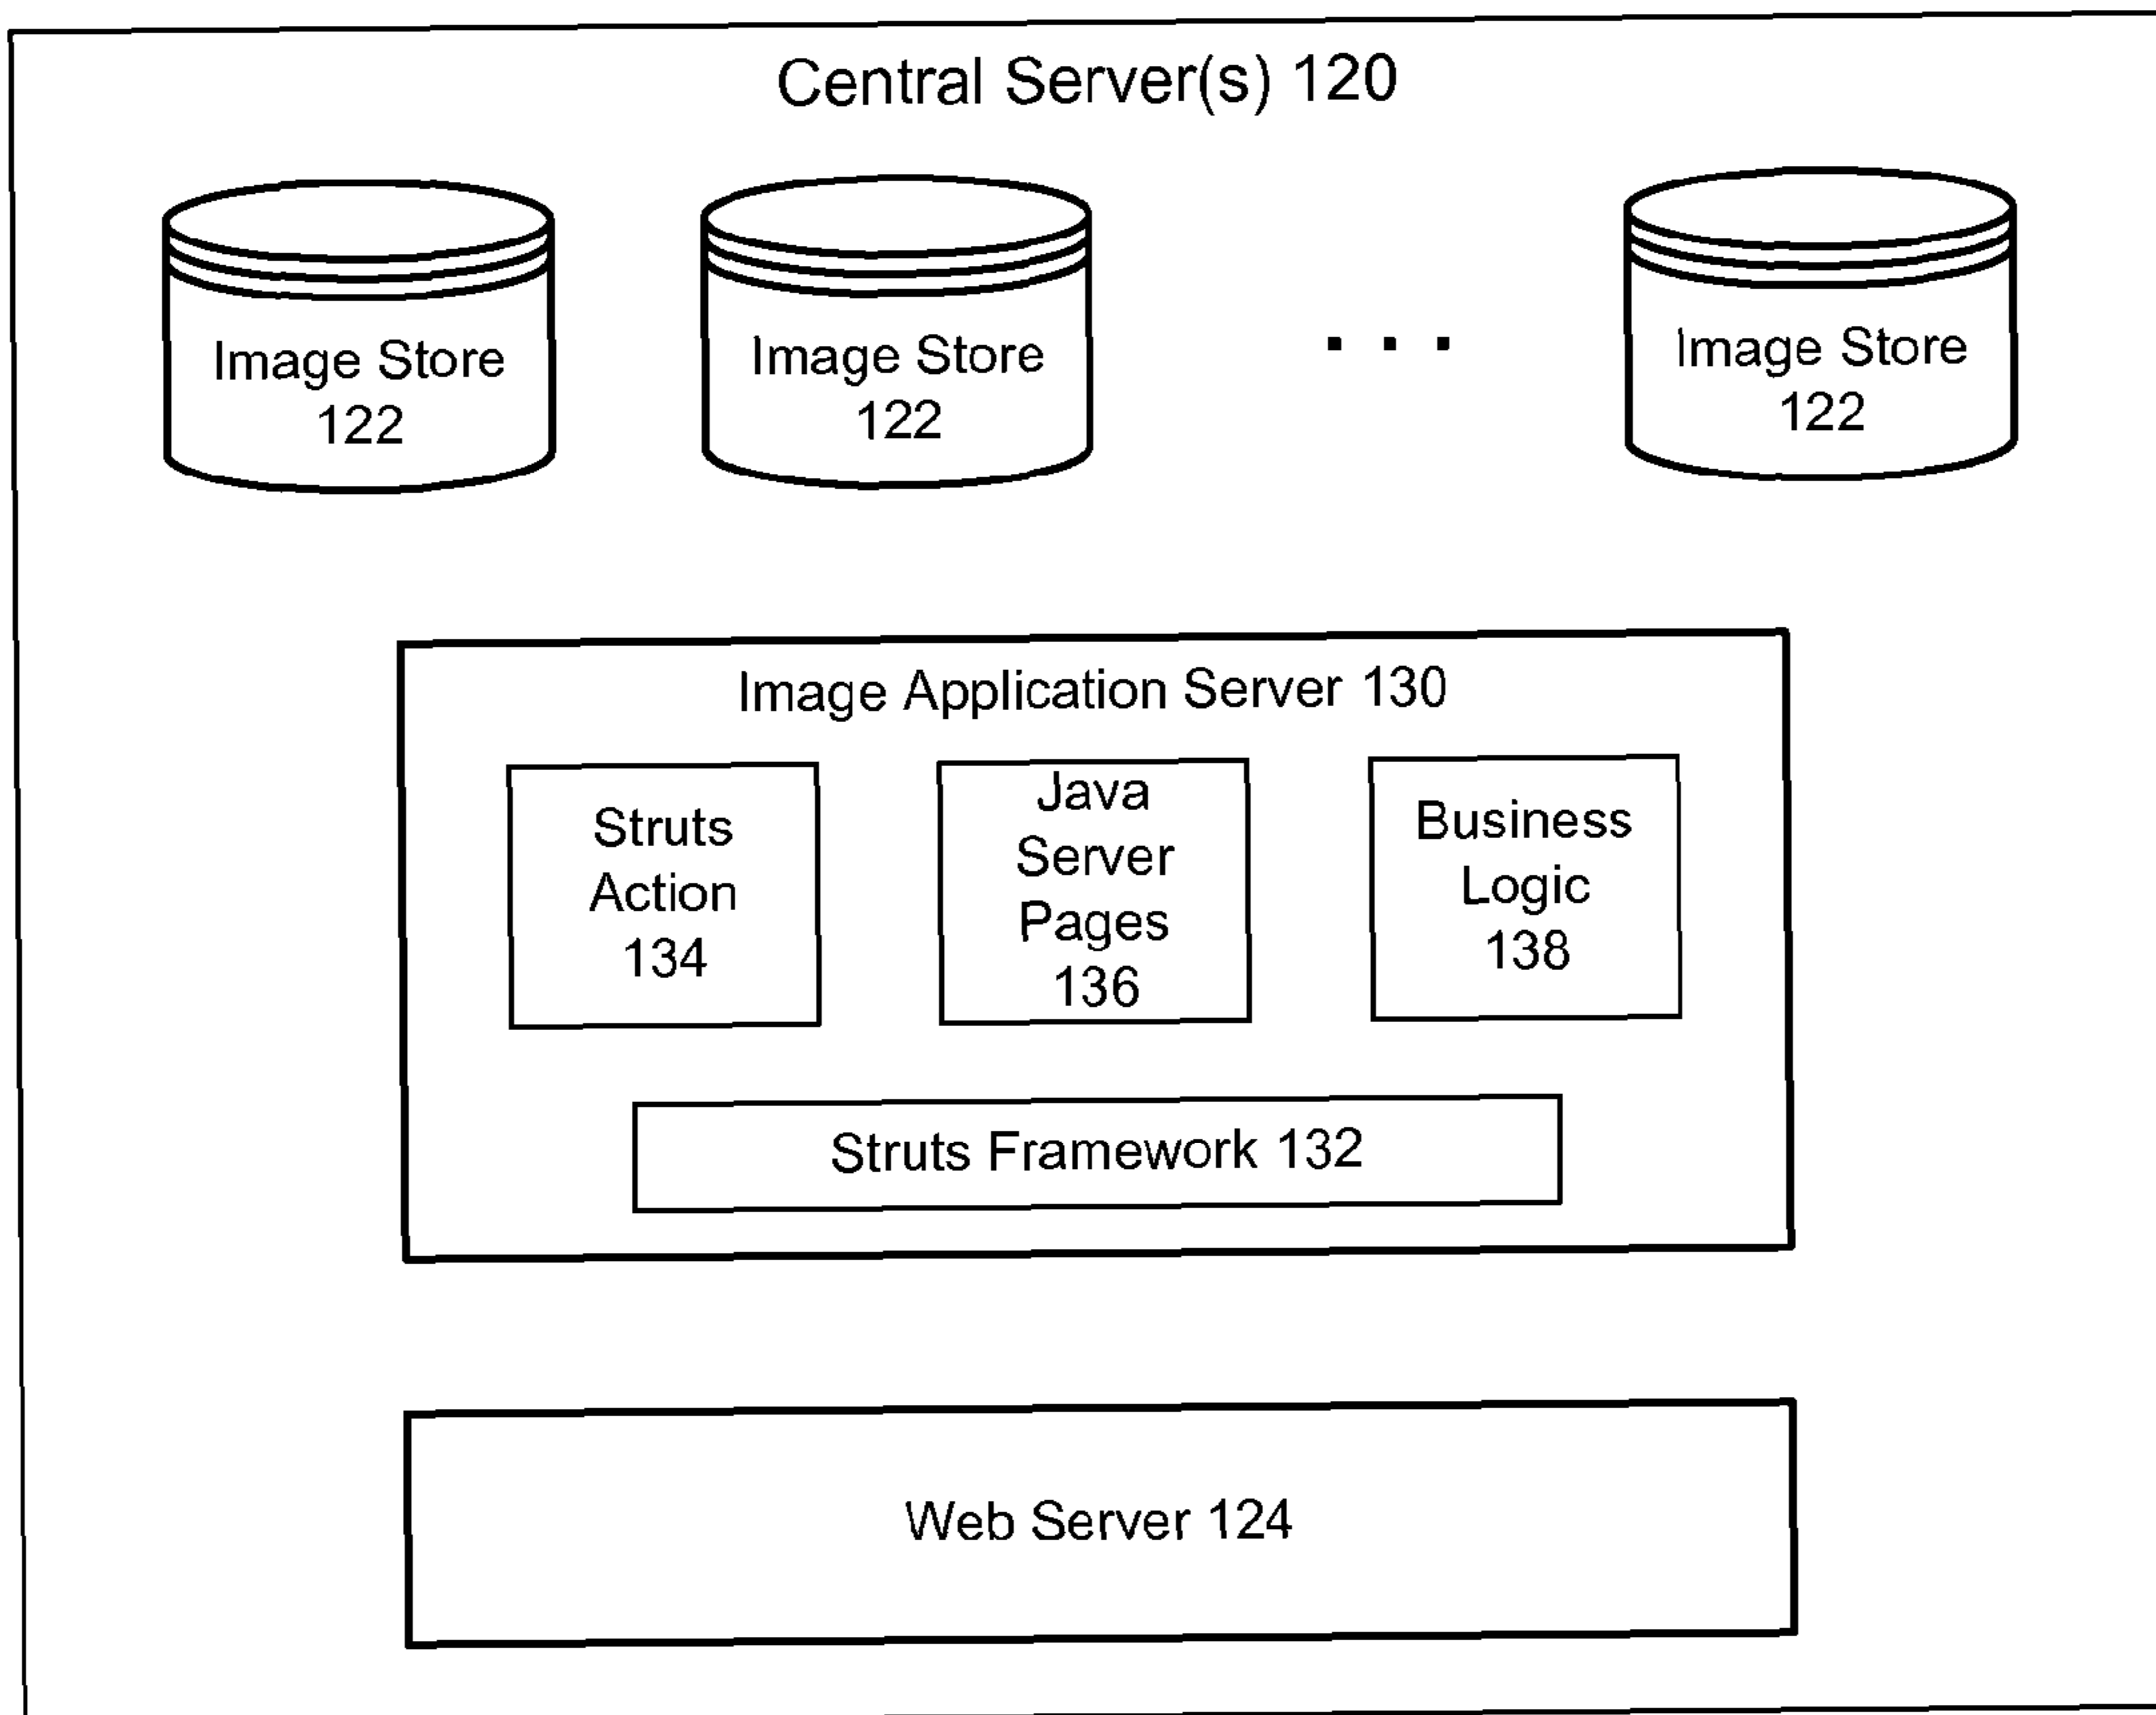 Central Server(s) 120
Image Store
122
Image Store
122
. . .
Image Store
122
Image Application Server 130
Struts
Action
134
Java
Server
Pages
136
Business
Logic
138
Struts Framework 132
Web Server 124